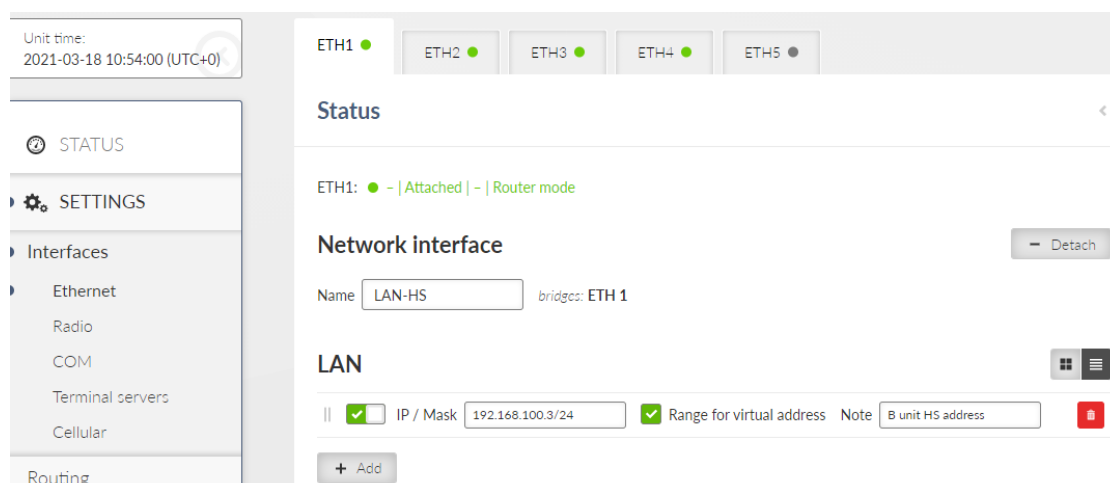 Unit time:
2021-03-18 10:54:00 (UTC+0)
ETH1
ETH2
ETH3
ETH4
ETH5
Status
STATUS
SETTINGS
Interfaces
Ethernet
Radio
COM
Terminal servers
Cellular
Routing
ETH1: – | Attached | – | Router mode
Network interface
– Detach
Name LAN-HS bridges: ETH 1
LAN
IP / Mask 192.168.100.3/24 Range for virtual address Note B unit HS address
+ Add